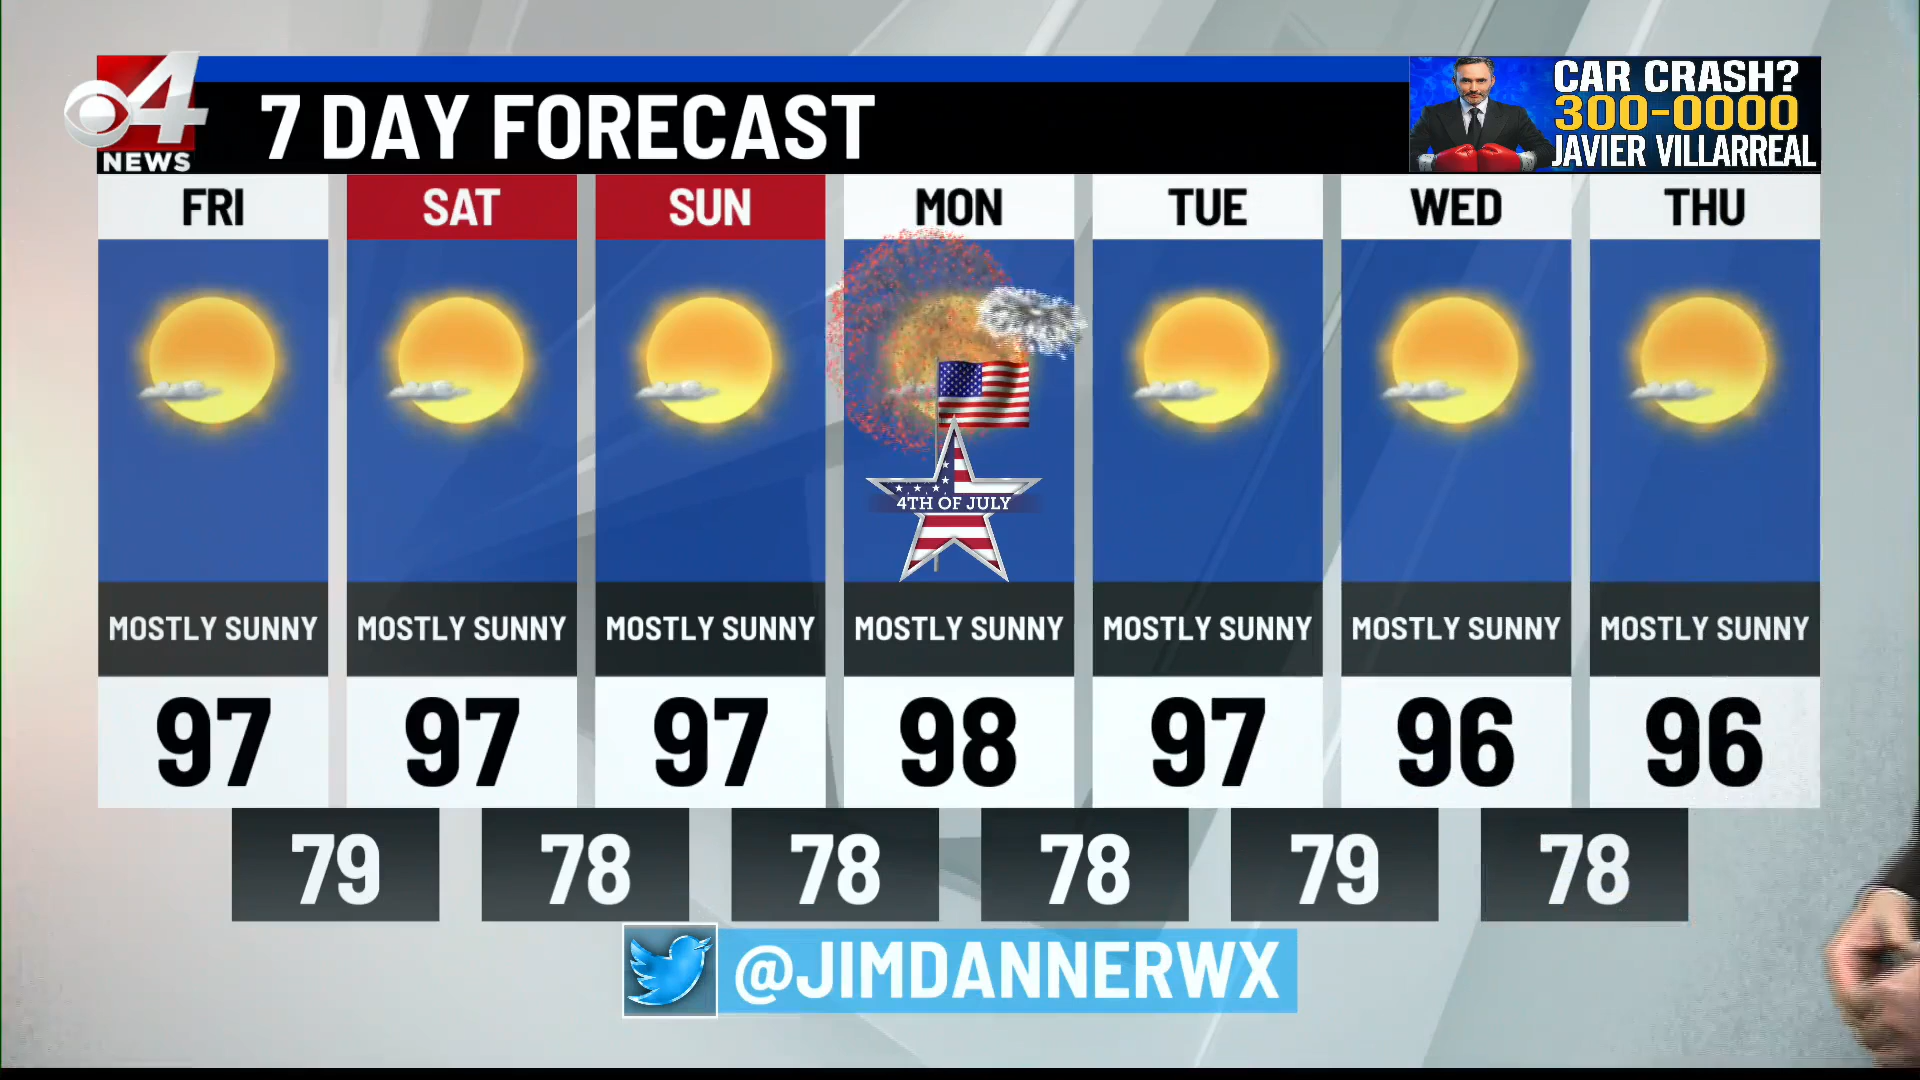 4
NEWS
7 DAY FORECAST
CAR CRASH?
300-0000
JAVIER VILLARREAL
FRI SAT SUN MON TUE WED THU
4TH OF JULY
MOSTLY SUNNY MOSTLY SUNNY MOSTLY SUNNY MOSTLY SUNNY MOSTLY SUNNY MOSTLY SUNNY MOSTLY SUNNY
97 97 97 98 97 96 96
79 78 78 78 79 78
@JIMDANNERWX